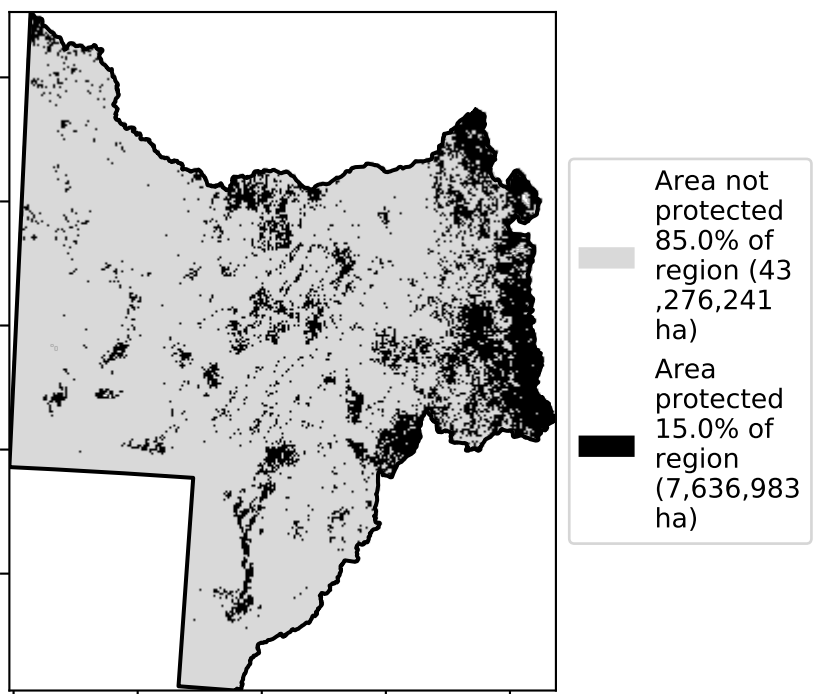 Area not
protected
85.0% of
region (43
,276,241
ha)
Area
protected
15.0% of
region
(7,636,983
ha)